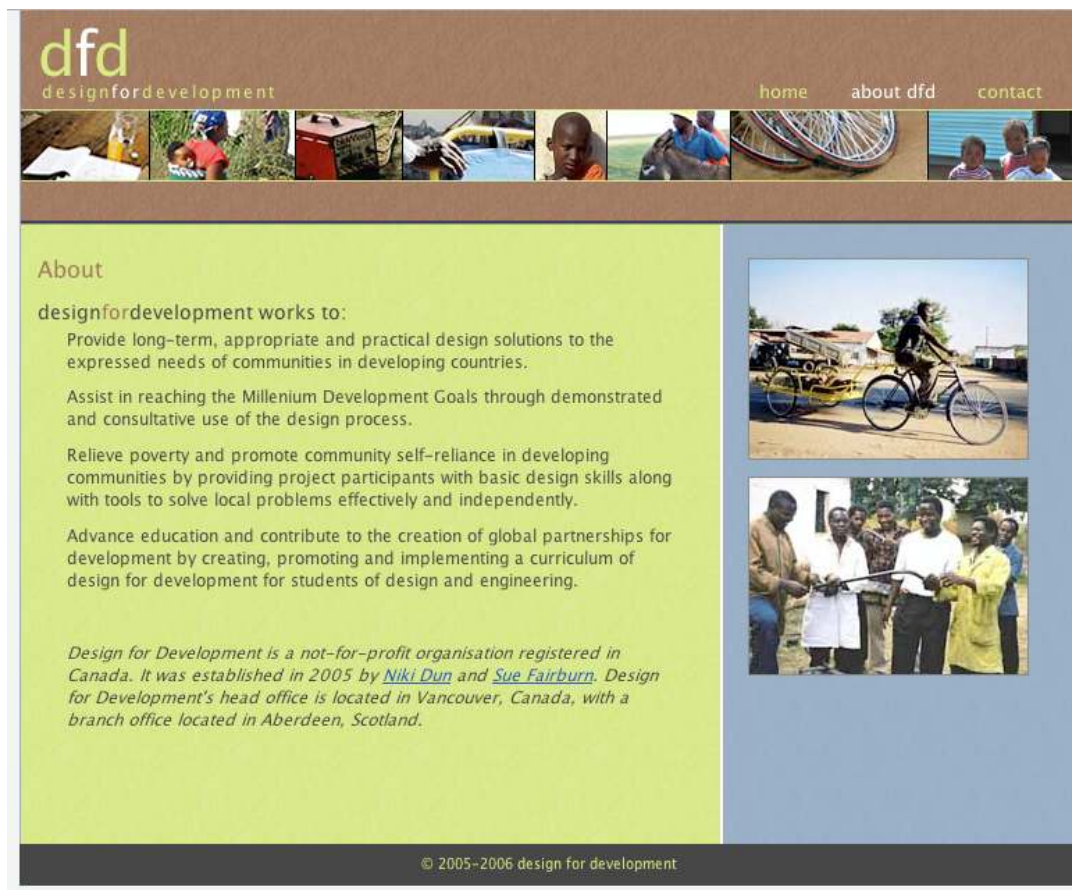 dfd
designfordevelopment
home about dfd contact
About
designfordevelopment works to:
Provide long-term, appropriate and practical design solutions to the
expressed needs of communities in developing countries.
Assist in reaching the Millenium Development Goals through demonstrated
and consultative use of the design process.
Relieve poverty and promote community self-reliance in developing
communities by providing project participants with basic design skills along
with tools to solve local problems effectively and independently.
Advance education and contribute to the creation of global partnerships for
development by creating, promoting and implementing a curriculum of
design for development for students of design and engineering.
Design for Development is a not-for-profit organisation registered in
Canada. It was established in 2005 by Niki Dun and Sue Fairburn. Design
for Development's head office is located in Vancouver, Canada, with a
branch office located in Aberdeen, Scotland.
© 2005-2006 design for development